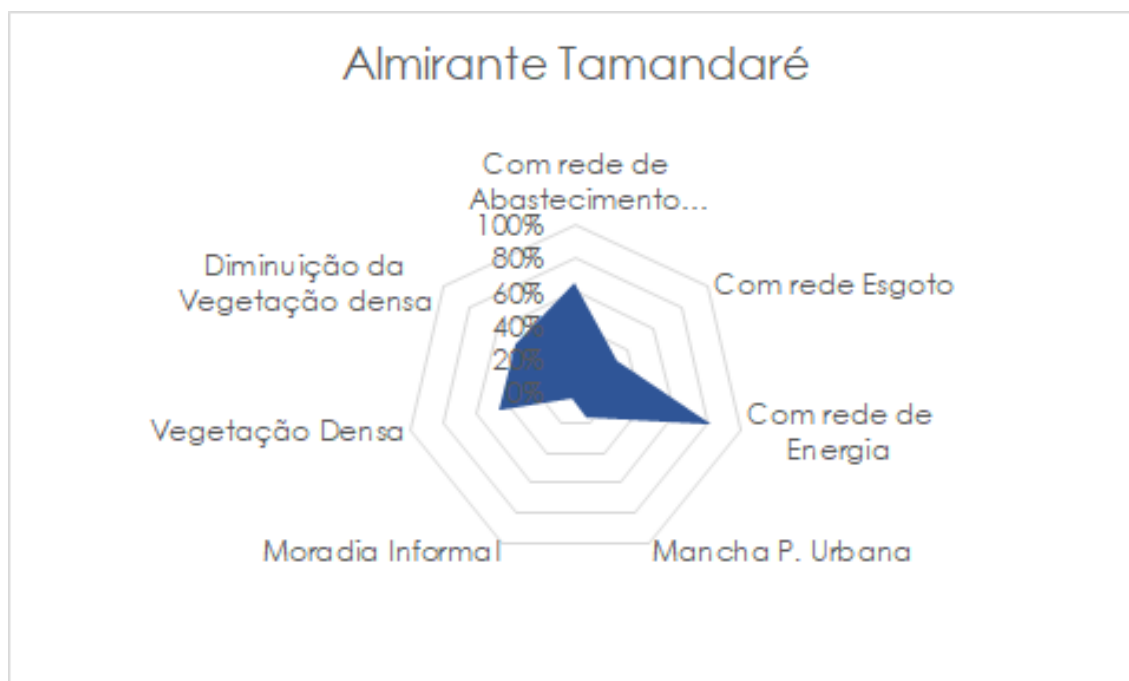 Almirante Tamandaré
Com rede de
Abastecimento...
100%
80%
60%
40%
20%
0%
Com rede Esgoto
Com rede de
Energia
Mancha P. Urbana
Moradia Informal
Vegetação Densa
Diminuição da
Vegetação densa